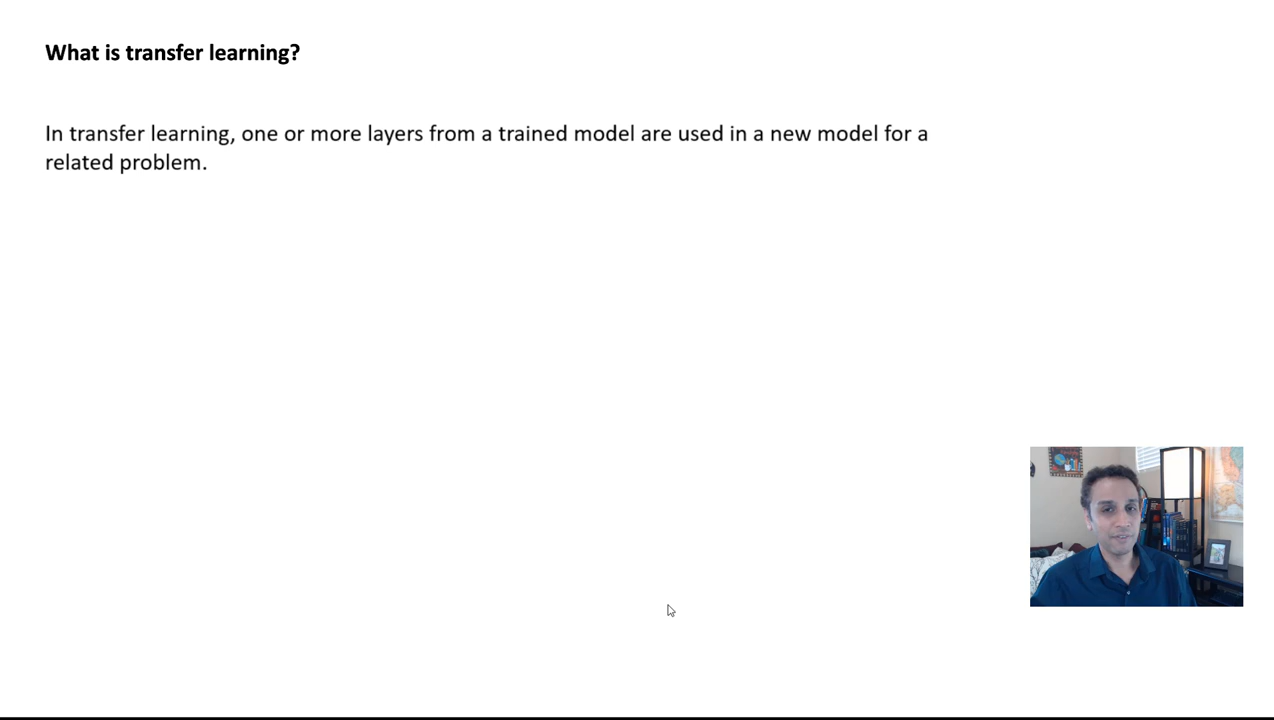 What is transfer learning?
In transfer learning, one or more layers from a trained model are used in a new model for a
related problem.